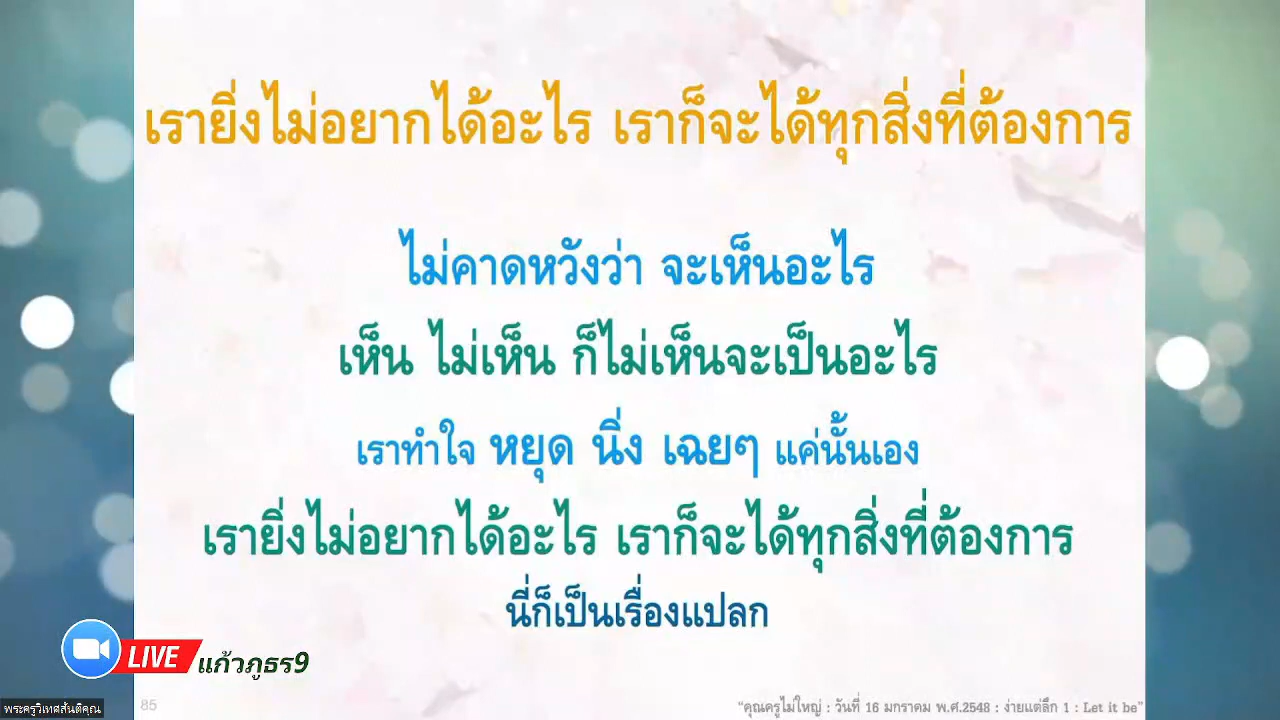 เรายิ่งไม่อยากได้อะไร เราก็จะได้ทุกสิ่งที่ต้องการ
ไม่คาดหวังว่า จะเห็นอะไร
เห็น ไม่เห็น ก็ไม่เห็นจะเป็นอะไร
เราทำใจ หยุด นิ่ง เฉยๆ แค่นั้นเอง
เรายิ่งไม่อยากได้อะไร เราก็จะได้ทุกสิ่งที่ต้องการ
นี่ก็เป็นเรื่องแปลก
LIVE แก้วภูธร9
พระครูวิเทศสันติคุณ
85
"คุณครูไม่ใหญ่ : วันที่ 16 มกราคม พ.ศ.2548 : ง่ายแต่ลึก 1 : Let it be"